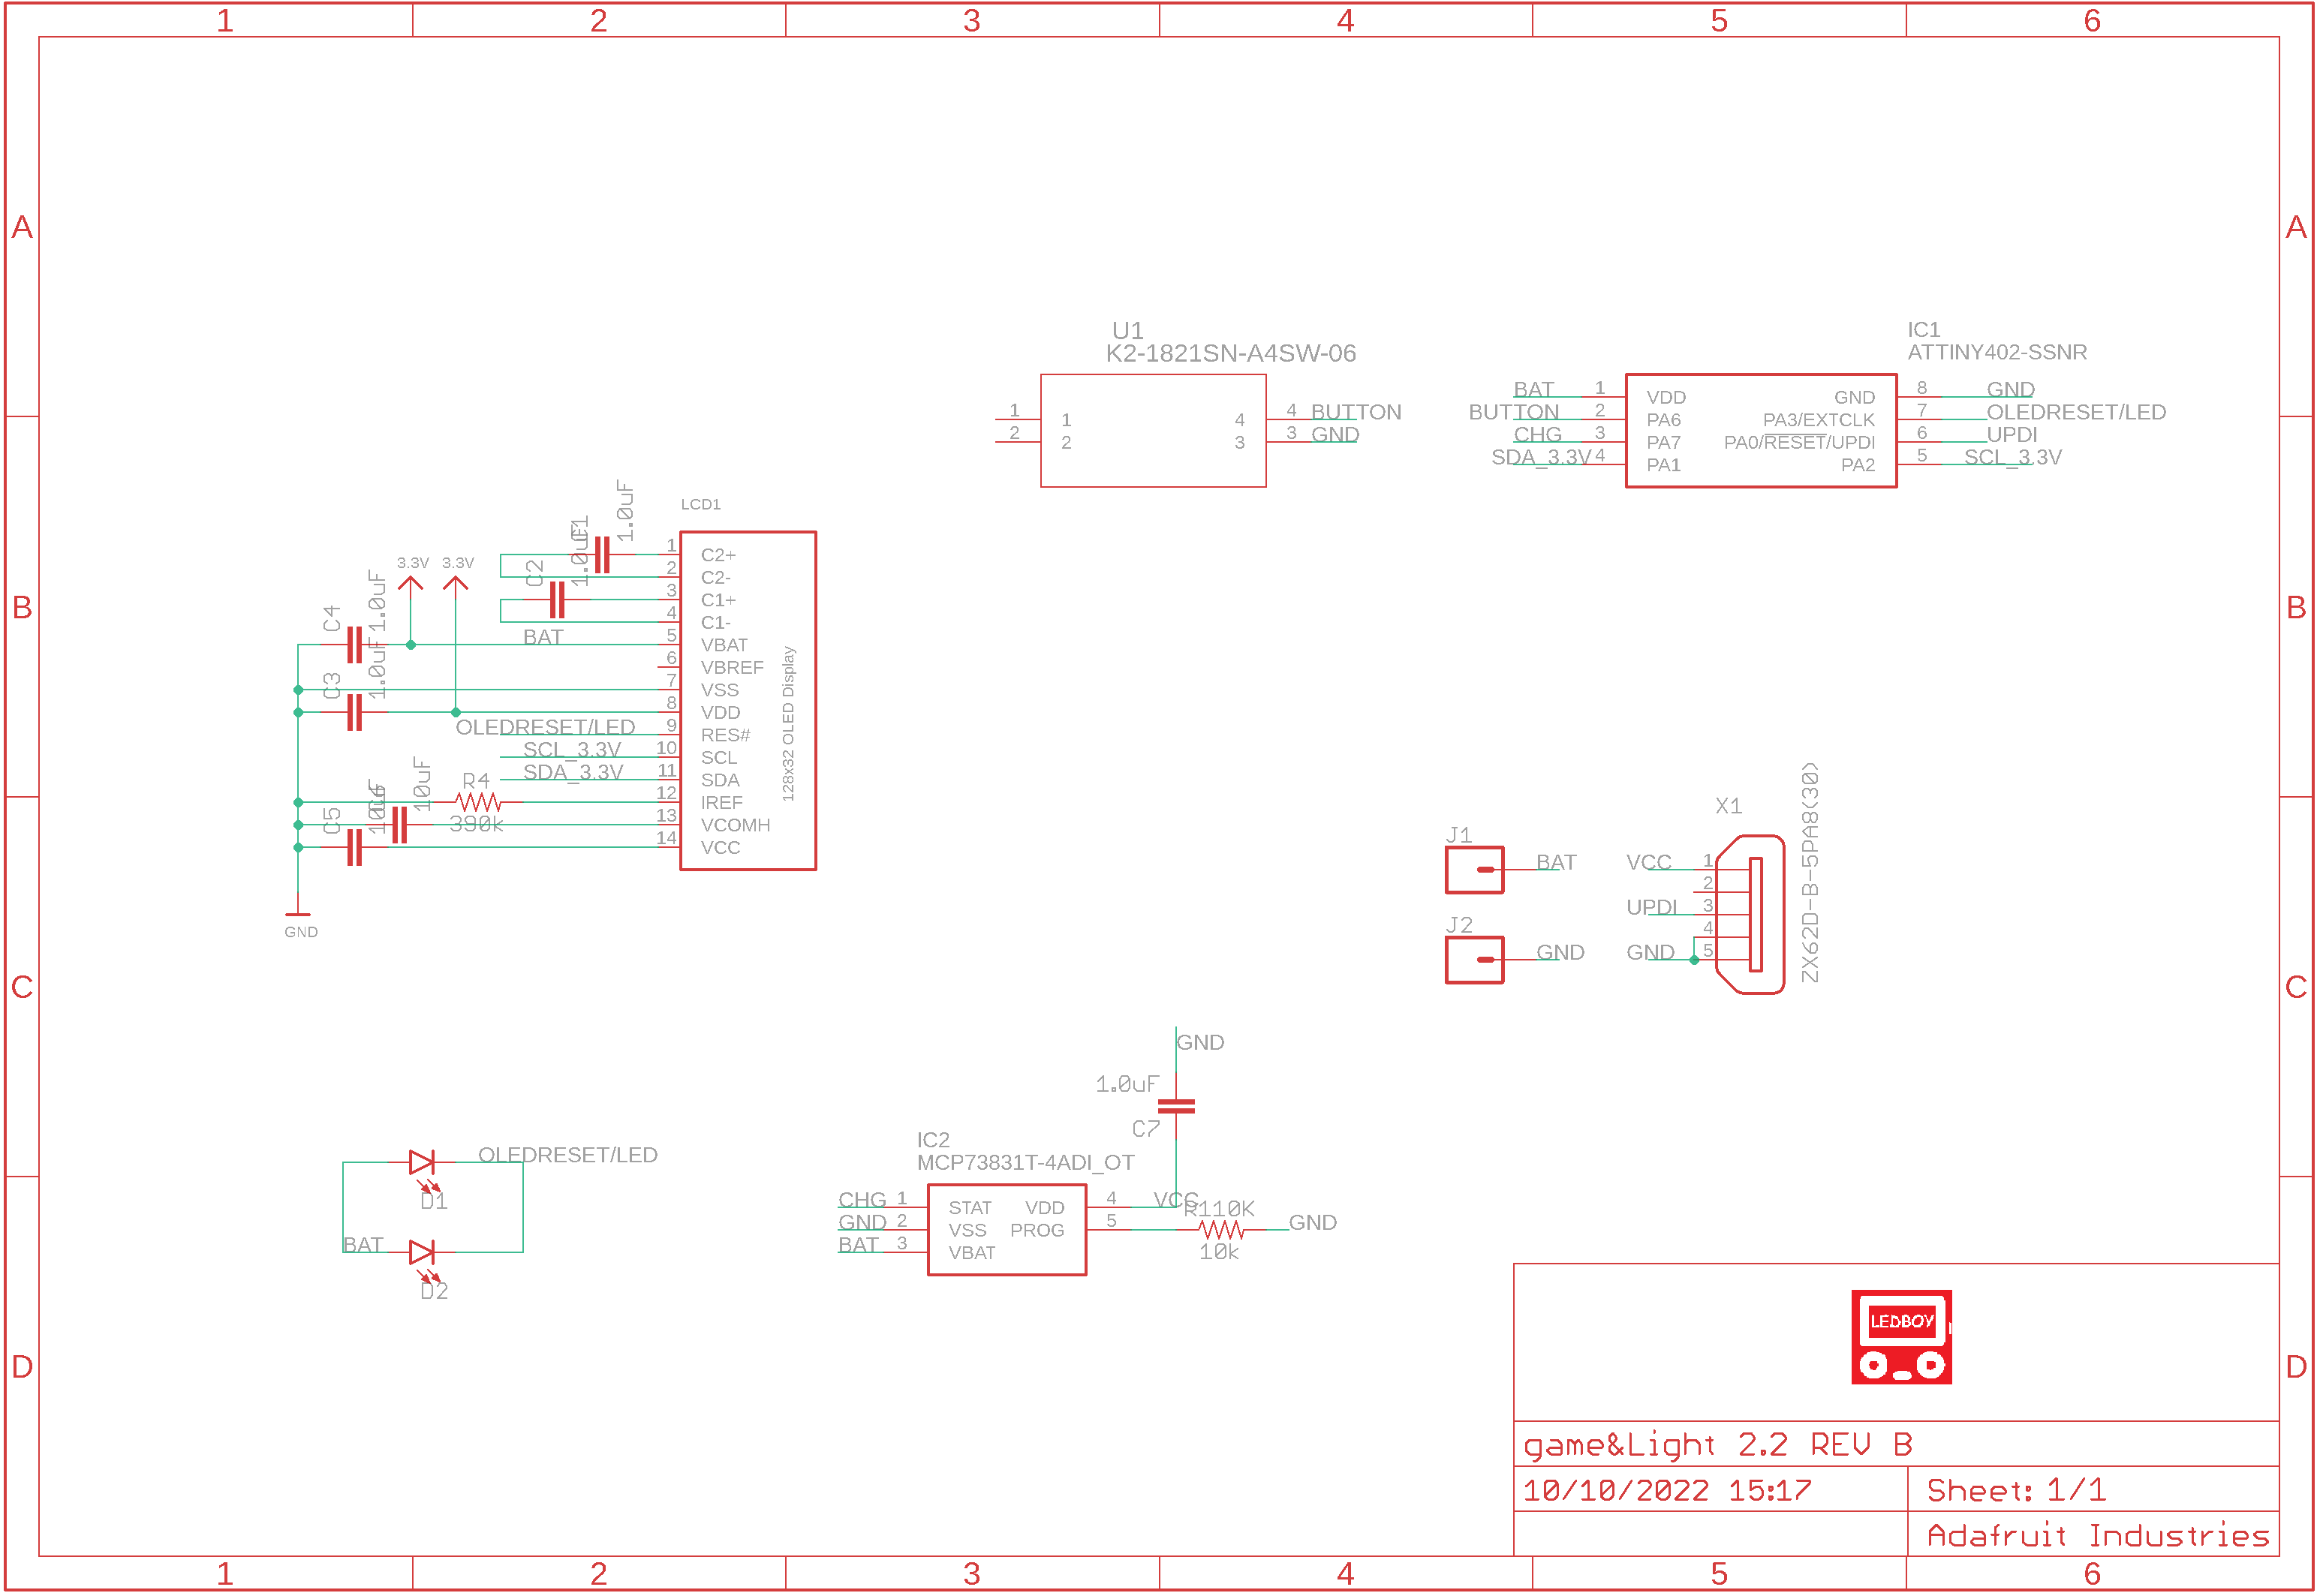 1 2 3 4 5 6
A A
U1
K2-1821SN-A4SW-06
1 1 4 4 BUTTON
2 2 3 3 GND
IC1
ATTINY402-SSNR
BAT 1 VDD GND 8 GND
BUTTON 2 PA6 PA3/EXTCLK 7 OLEDRESET/LED
CHG 3 PA7 PA0/RESET/UPDI 6 UPDI
SDA_3.3V 4 PA1 PA2 5 SCL_3.3V
B B
LCD1
1.0uF
C1
1.0uF
C2
3.3V 3.3V
1.0uF
C4
1.0uF
C3
1 C2+
2 C2-
3 C1+
4 C1-
BAT 5 VBAT
6 VBREF
7 VSS
8 VDD
OLEDRESET/LED 9 RES#
SCL_3.3V 10 SCL
SDA_3.3V 11 SDA
12 IREF
13 VCOMH
14 VCC
128x32 OLED Display
R4
390k
10uF
C6
10uF
C5
GND
J1
BAT
J2
GND
X1
ZX62D-B-5PA8(30)
VCC 1
2
UPDI 3
4
GND 5
C C
GND
1.0uF
C7
IC2
MCP73831T-4ADI_OT
CHG 1 STAT VDD 4 VCC
GND 2 VSS PROG 5 R110K GND
BAT 3 VBAT
10k
OLEDRESET/LED
D1
BAT
D2
D D
LEDBOY
game&Light 2.2 REV B
10/10/2022 15:17 Sheet: 1/1
Adafruit Industries
1 2 3 4 5 6